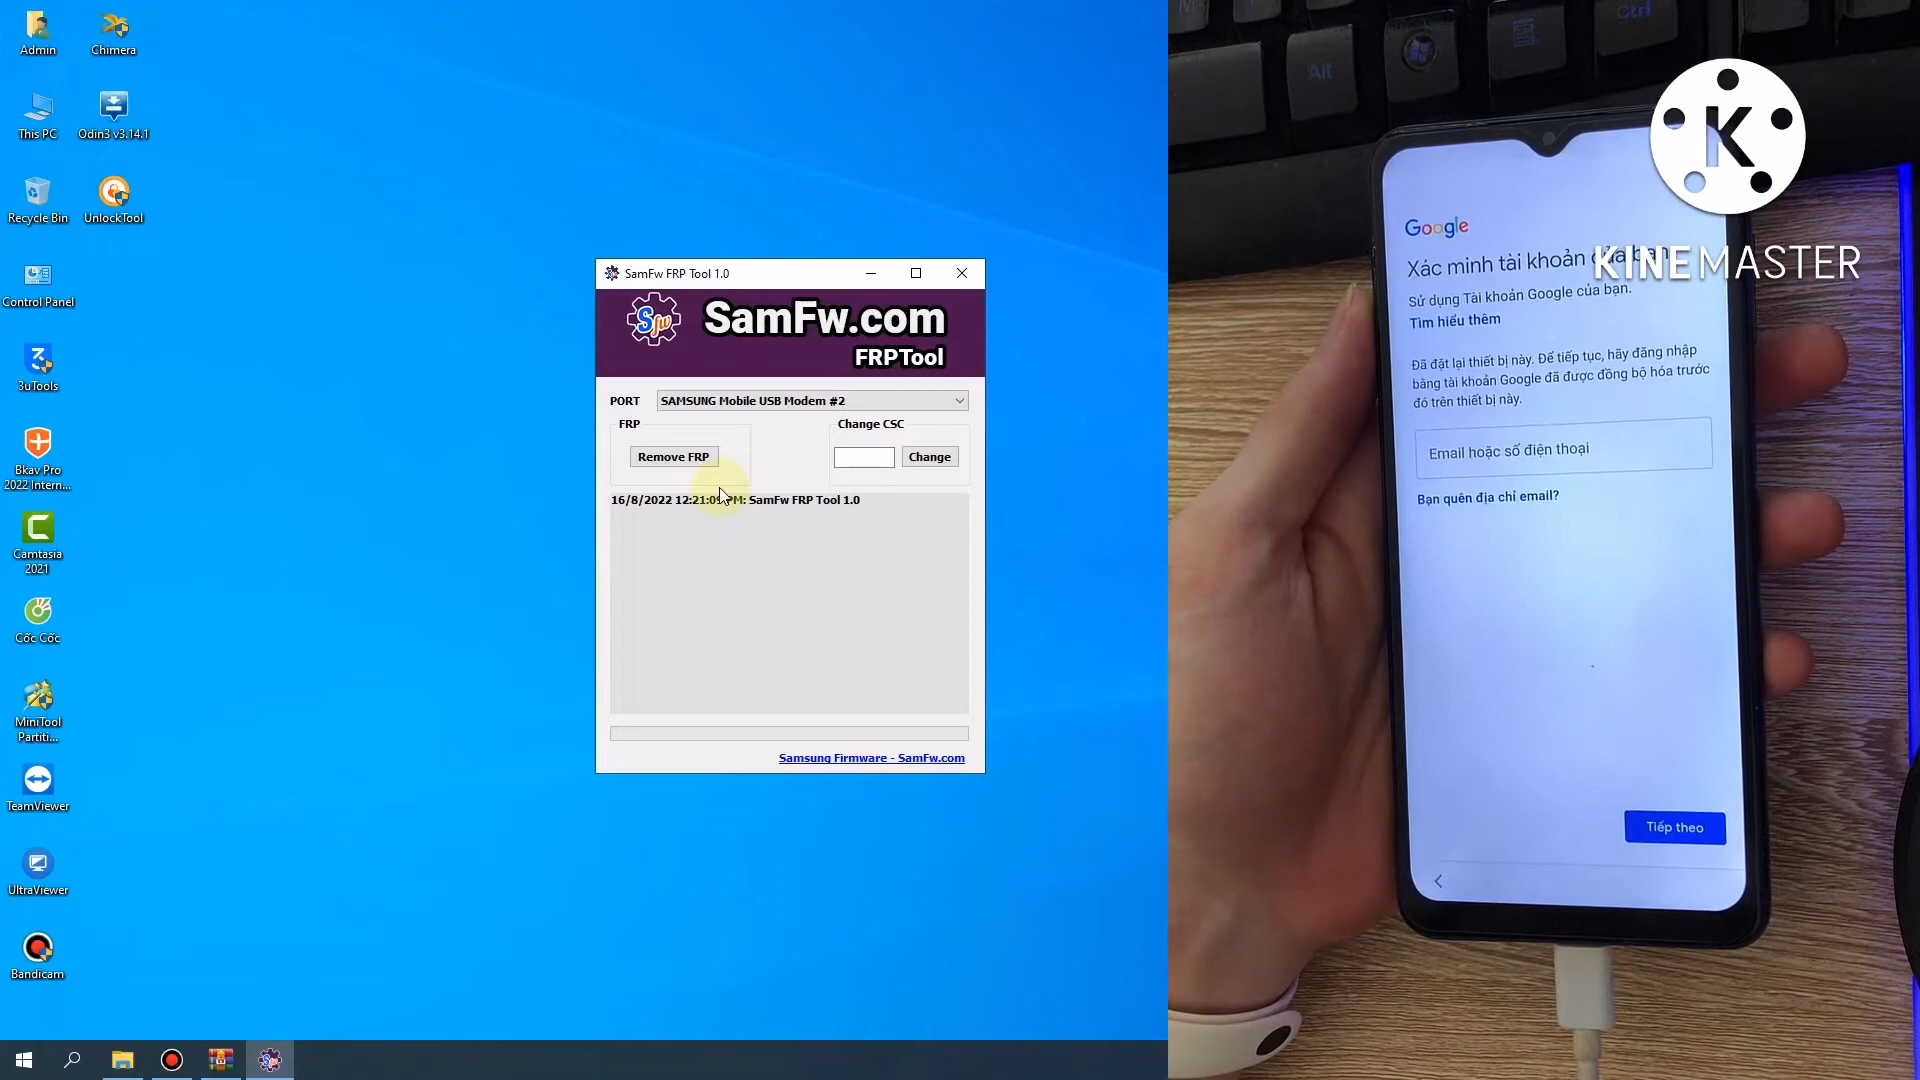 Admin
Chimera
This PC
Odin3 v3.14.1
Recycle Bin
UnlockTool
Control Panel
3uTools
Bkav Pro
2022 Intern...
Camtasia
2021
Cốc Cốc
MiniTool
Partiti...
TeamViewer
UltraViewer
Bandicam
SamFw FRP Tool 1.0
Sfw
SamFw.com
FRPTool
PORT
SAMSUNG Mobile USB Modem #2
FRP
Change CSC
Remove FRP
Change
16/8/2022 12:21:09 PM: SamFw FRP Tool 1.0
Samsung Firmware - SamFw.com
Alt
Ctrl
K
KINEMASTER
Google
Xác minh tài khoản của bạn
Sử dụng Tài khoản Google của bạn.
Tìm hiểu thêm
Đã đặt lại thiết bị này. Để tiếp tục, hãy đăng nhập
bằng tài khoản Google đã được đồng bộ hóa trước
đó trên thiết bị này.
Email hoặc số điện thoại
Bạn quên địa chỉ email?
Tiếp theo